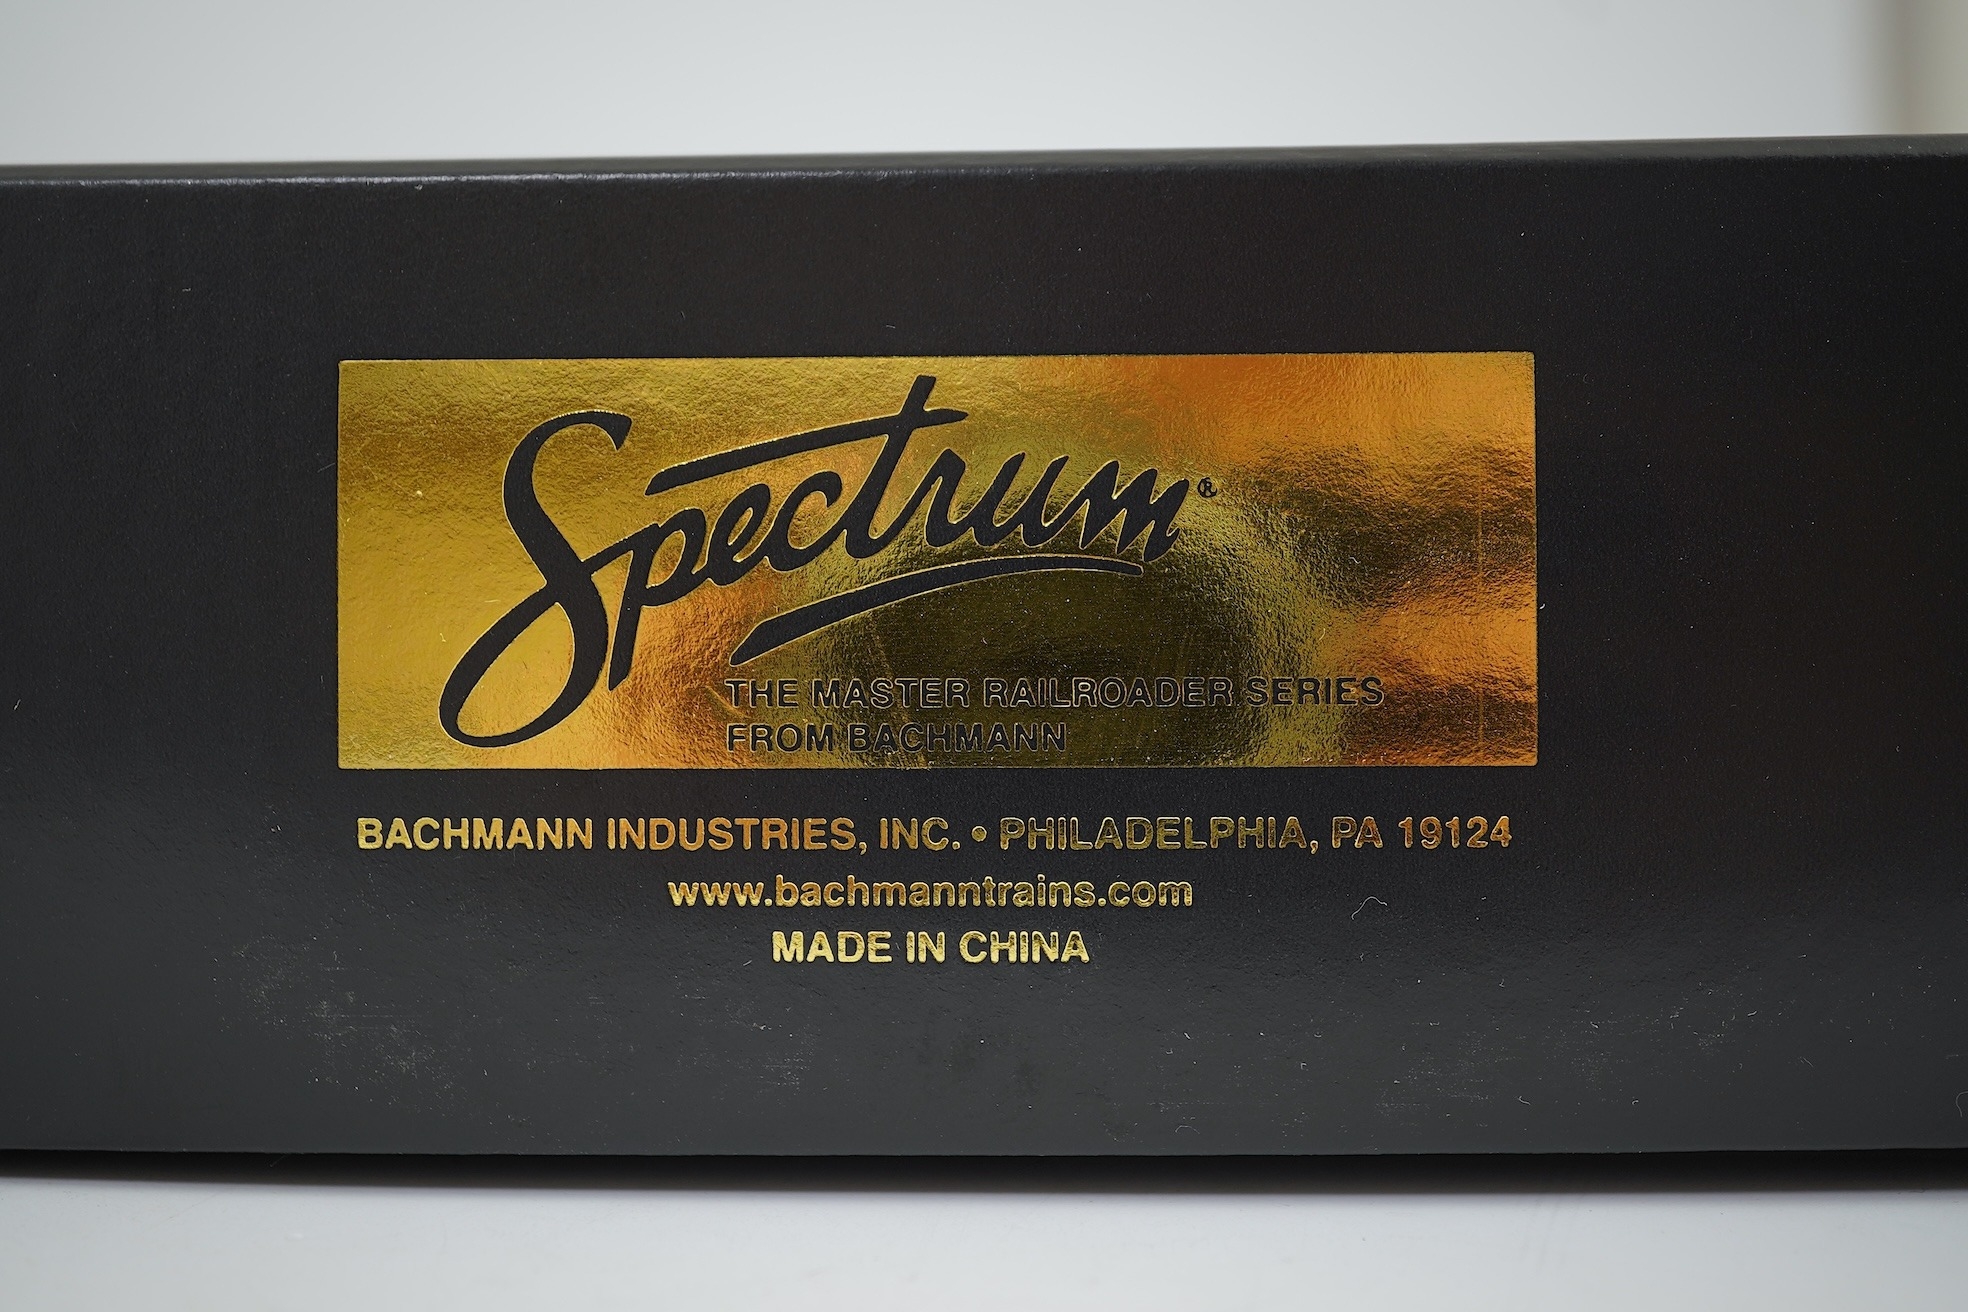 Spectrum®
THE MASTER RAILROADER SERIES
FROM BACHMANN
BACHMANN INDUSTRIES, INC. • PHILADELPHIA, PA 19124
www.bachmanntrains.com
MADE IN CHINA